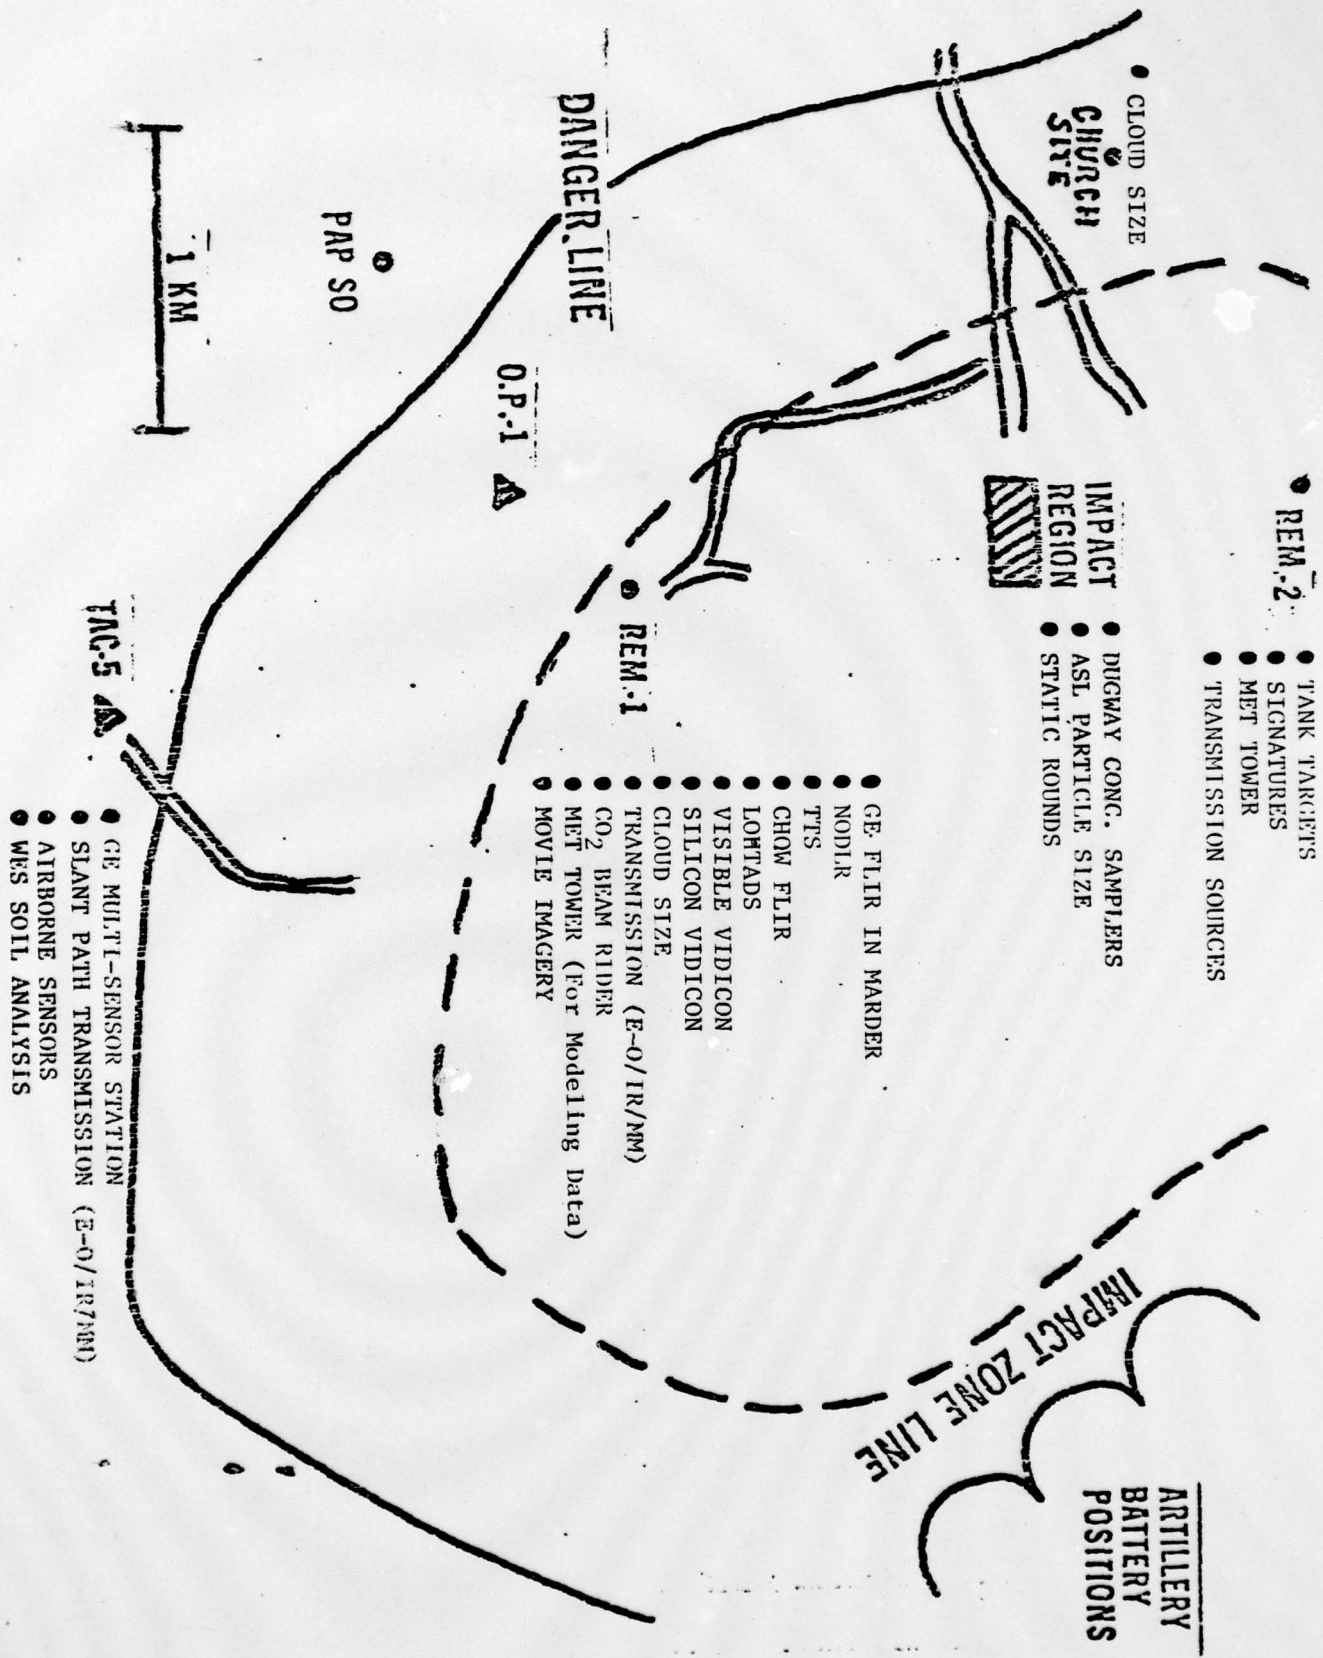 REM.-2
● TANK TARGETS
● SIGNATURES
● MET TOWER
● TRANSMISSION SOURCES
● CLOUD SIZE
CHURCH
SITE
IMPACT
REGION
● DUGWAY CONC. SAMPLERS
● ASL PARTICLE SIZE
● STATIC ROUNDS
ARTILLERY
BATTERY
POSITIONS
IMPACT ZONE LINE
● GE FLIR IN MARDER
● NODLR
● TTS
● CHOW FLIR
● LOHTADS
● VISIBLE VIDICON
● SILICON VIDICON
● CLOUD SIZE
● TRANSMISSION (E-O/IR/MM)
● CO2 BEAM RIDER
● MET TOWER (For Modeling Data)
● MOVIE IMAGERY
REM.-1
DANGER LINE
O.P.-1
PAP SO
1 KM
TAC-5
● GE MULTI-SENSOR STATION
● SLANT PATH TRANSMISSION (E-O/IR/MM)
● AIRBORNE SENSORS
● WES SOIL ANALYSIS